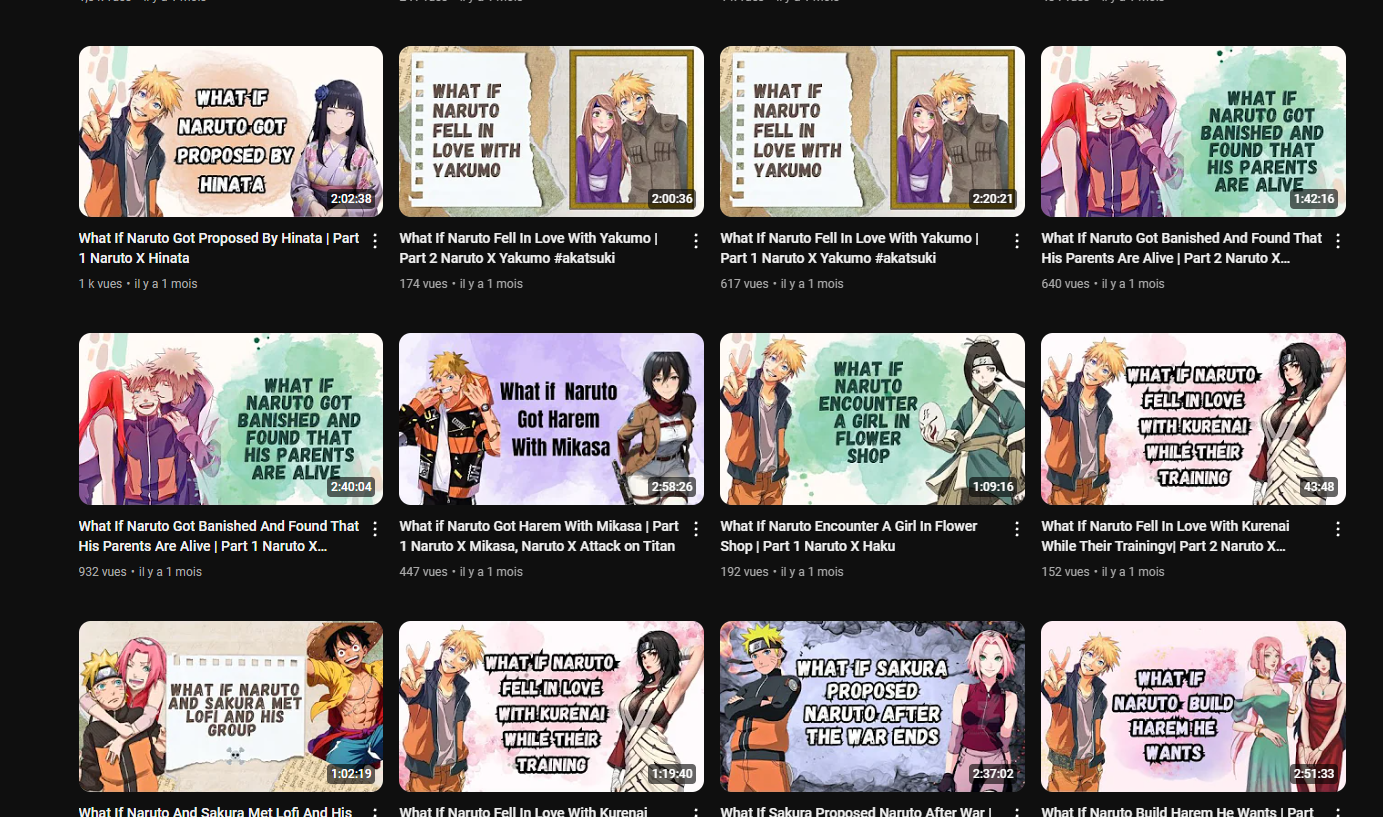 WHAT IF
NARUTO GOT
PROPOSED BY
HINATA
2:02:38
What If Naruto Got Proposed By Hinata | Part
1 Naruto X Hinata
1 k vues • il y a 1 mois
WHAT IF
NARUTO
FELL IN
LOVE WITH
YAKUMO
2:00:36
What If Naruto Fell In Love With Yakumo |
Part 2 Naruto X Yakumo #akatsuki
174 vues • il y a 1 mois
WHAT IF
NARUTO
FELL IN
LOVE WITH
YAKUMO
2:20:21
What If Naruto Fell In Love With Yakumo |
Part 1 Naruto X Yakumo #akatsuki
617 vues • il y a 1 mois
WHAT IF
NARUTO GOT
BANISHED AND
FOUND THAT
HIS PARENTS
ARE ALIVE
1:42:16
What If Naruto Got Banished And Found That
His Parents Are Alive | Part 2 Naruto X...
640 vues • il y a 1 mois
WHAT IF
NARUTO GOT
BANISHED AND
FOUND THAT
HIS PARENTS
ARE ALIVE
2:40:04
What If Naruto Got Banished And Found That
His Parents Are Alive | Part 1 Naruto X...
932 vues • il y a 1 mois
What if Naruto
Got Harem
With Mikasa
2:58:26
What if Naruto Got Harem With Mikasa | Part
1 Naruto X Mikasa, Naruto X Attack on Titan
447 vues • il y a 1 mois
WHAT IF
NARUTO
ENCOUNTER
A GIRL IN
FLOWER
SHOP
1:09:16
What If Naruto Encounter A Girl In Flower
Shop | Part 1 Naruto X Haku
192 vues • il y a 1 mois
WHAT IF NARUTO
FELL IN LOVE
WITH KURENAI
WHILE THEIR
TRAINING
43:48
What If Naruto Fell In Love With Kurenai
While Their Trainingv| Part 2 Naruto X...
152 vues • il y a 1 mois
WHAT IF NARUTO
AND SAKURA MET
LOFI AND HIS
GROUP
1:02:19
What If Naruto And Sakura Met Lofi And His
WHAT IF NARUTO
FELL IN LOVE
WITH KURENAI
WHILE THEIR
TRAINING
1:19:40
What If Naruto Fell In Love With Kurenai
WHAT IF SAKURA
PROPOSED
NARUTO AFTER
THE WAR ENDS
2:37:02
What If Sakura Proposed Naruto After War |
WHAT IF
NARUTO BUILD
HAREM HE
WANTS
2:51:33
What If Naruto Build Harem He Wants | Part